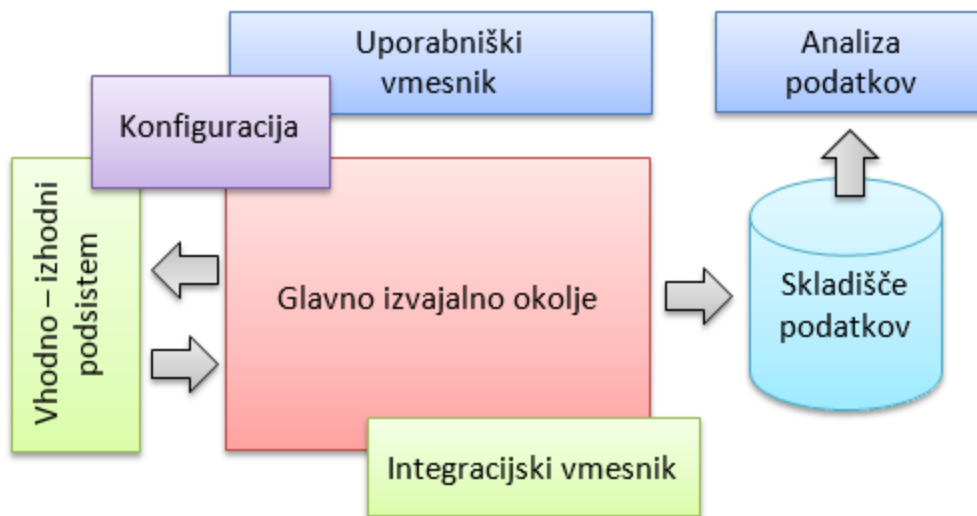 Uporabniški
vmesnik
Analiza
podatkov
Konfiguracija
Vhodno – izhodni
podsistem
Glavno izvajalno okolje
Skladišče
podatkov
Integracijski vmesnik